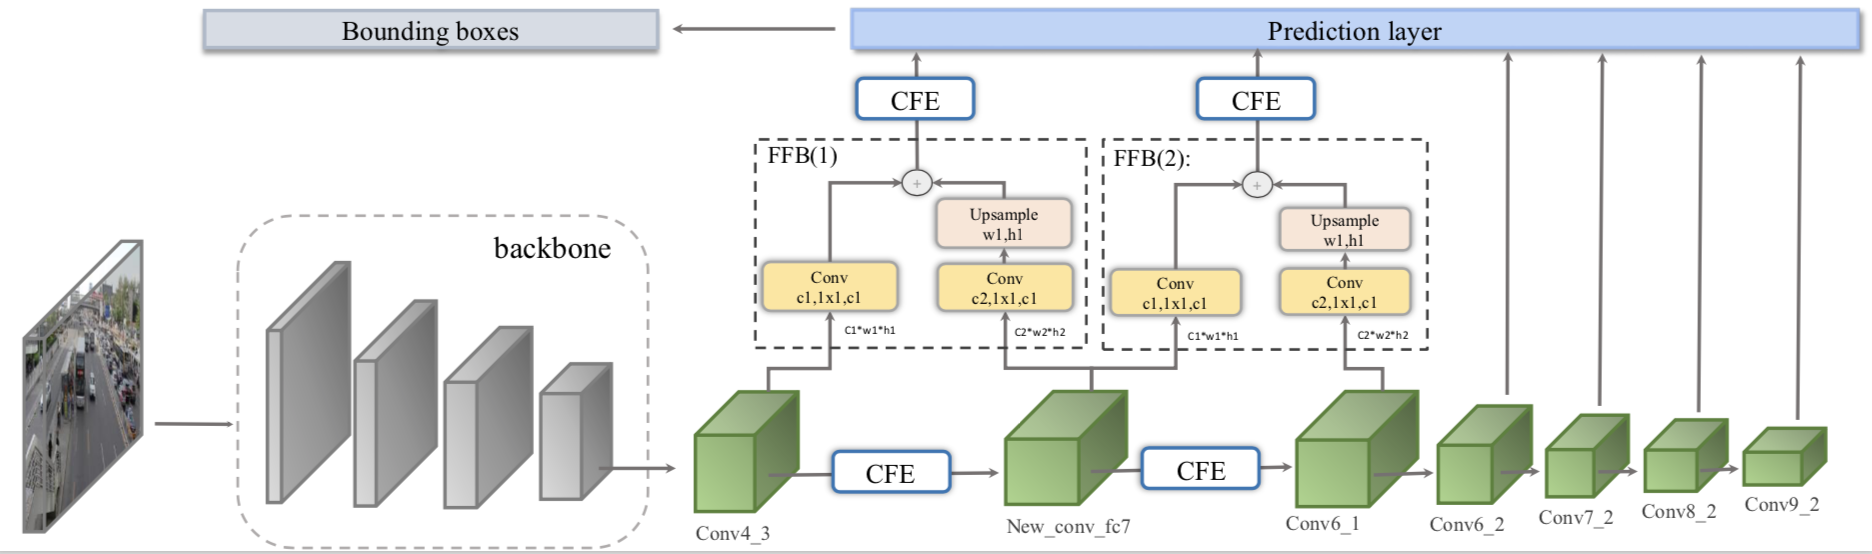 Bounding boxes
Prediction layer
CFE
CFE
FFB(1)
FFB(2):
+
+
Upsample
w1,h1
Upsample
w1,h1
backbone
Conv
c1,1x1,c1
Conv
c2,1x1,c1
Conv
c1,1x1,c1
Conv
c2,1x1,c1
C1*w1*h1
C2*w2*h2
C1*w1*h1
C2*w2*h2
CFE
CFE
Conv4_3
New_conv_fc7
Conv6_1
Conv6_2
Conv7_2
Conv8_2
Conv9_2